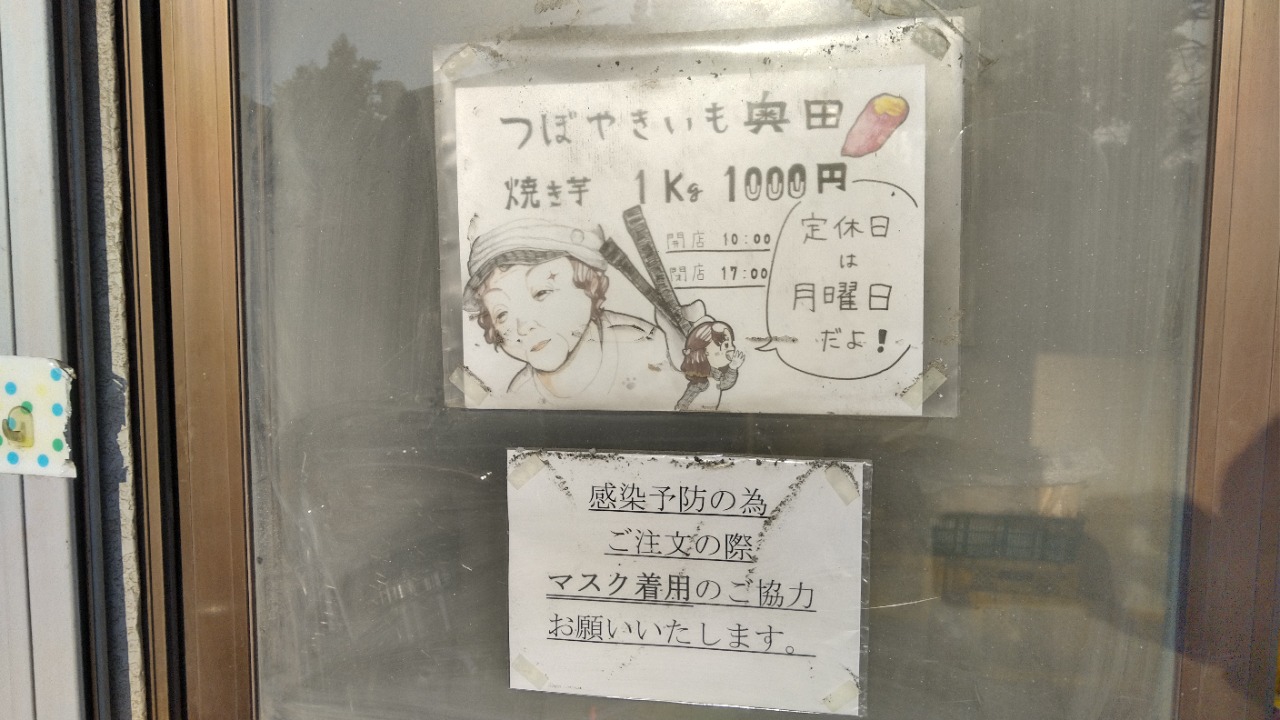 つぼやきいも奥田
焼き芋 1Kg 1000円
開店 10:00
閉店 17:00
定休日
は
月曜日
だよ!
感染予防の為
ご注文の際
マスク着用のご協力
お願いいたします。